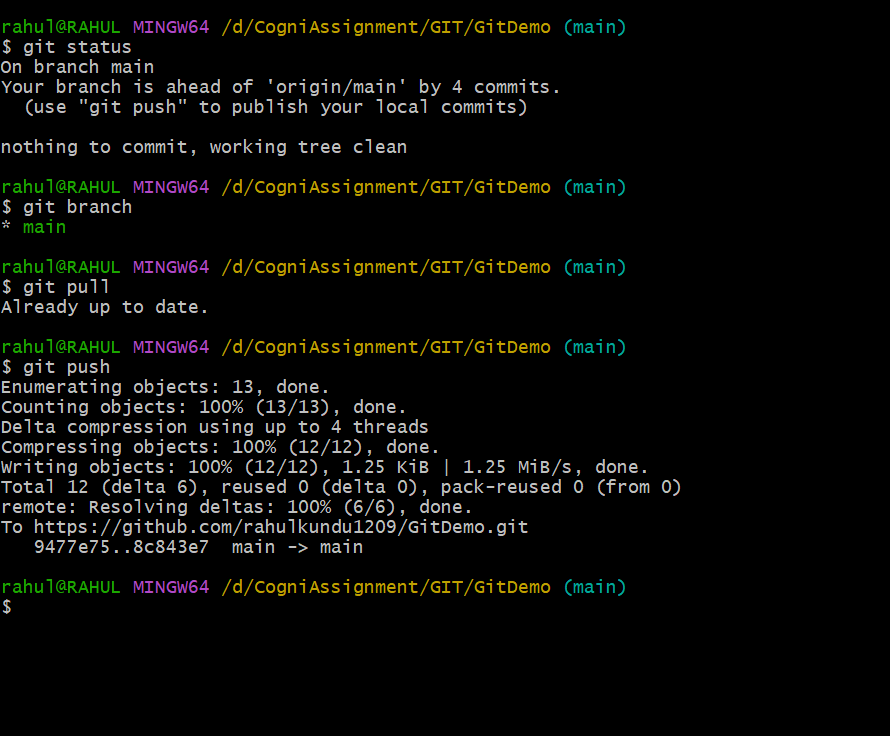 rahul@RAHUL MINGW64 /d/CogniAssignment/GIT/GitDemo (main)
$ git status
On branch main
Your branch is ahead of 'origin/main' by 4 commits.
  (use "git push" to publish your local commits)

nothing to commit, working tree clean

rahul@RAHUL MINGW64 /d/CogniAssignment/GIT/GitDemo (main)
$ git branch
* main

rahul@RAHUL MINGW64 /d/CogniAssignment/GIT/GitDemo (main)
$ git pull
Already up to date.

rahul@RAHUL MINGW64 /d/CogniAssignment/GIT/GitDemo (main)
$ git push
Enumerating objects: 13, done.
Counting objects: 100% (13/13), done.
Delta compression using up to 4 threads
Compressing objects: 100% (12/12), done.
Writing objects: 100% (12/12), 1.25 KiB | 1.25 MiB/s, done.
Total 12 (delta 6), reused 0 (delta 0), pack-reused 0 (from 0)
remote: Resolving deltas: 100% (6/6), done.
To https://github.com/rahulkundu1209/GitDemo.git
   9477e75..8c843e7  main -> main

rahul@RAHUL MINGW64 /d/CogniAssignment/GIT/GitDemo (main)
$